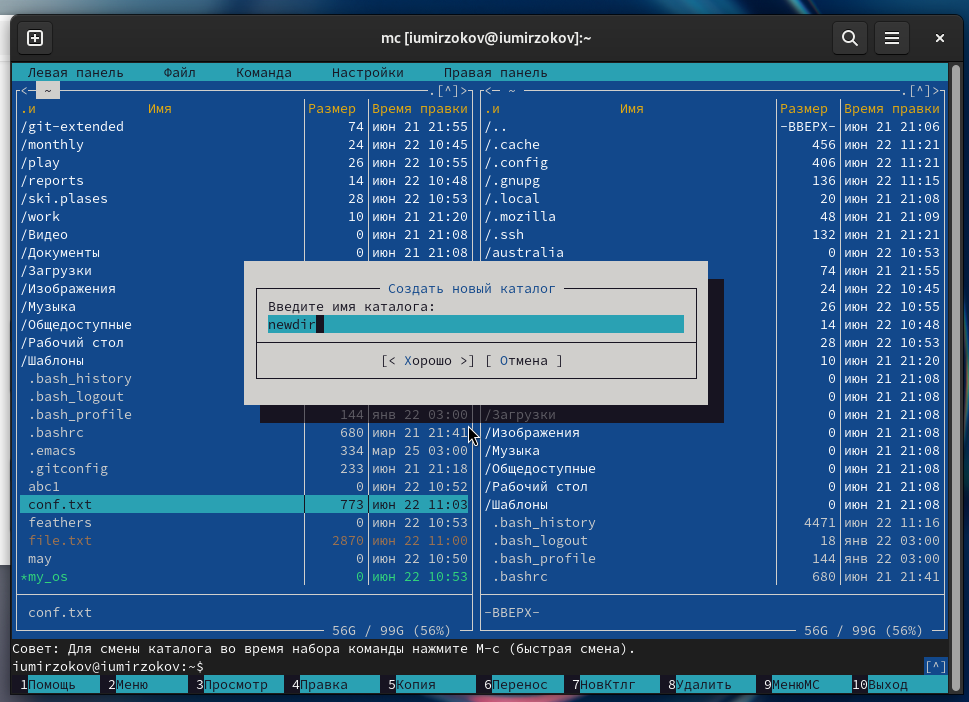 mc [iumirzokov@iumirzokov]:~
Левая панель Файл Команда Настройки Правая панель
<- ~ .[^]> <- ~ .[^]>
.и Имя Размер Время правки .и Имя Размер Время правки
/git-extended 74 июн 21 21:55 /.. -ВВЕРХ- июн 21 21:06
/monthly 24 июн 22 10:45 /.cache 456 июн 22 11:21
/play 26 июн 22 10:55 /.config 406 июн 22 11:21
/reports 14 июн 22 10:48 /.gnupg 136 июн 22 11:15
/ski.plases 28 июн 22 10:53 /.local 20 июн 21 21:08
/work 10 июн 21 21:20 /.mozilla 48 июн 21 21:09
/Видео 0 июн 21 21:08 /.ssh 132 июн 21 21:21
/Документы 0 июн 21 21:08 /australia 0 июн 22 10:53
/Загрузки 74 июн 21 21:55
/Изображения Создать новый каталог 24 июн 22 10:45
/Музыка Введите имя каталога: 26 июн 22 10:55
/Общедоступные newdir 14 июн 22 10:48
/Рабочий стол 28 июн 22 10:53
/Шаблоны [< Хорошо >] [ Отмена ] 10 июн 21 21:20
.bash_history 0 июн 21 21:08
.bash_logout 0 июн 21 21:08
.bash_profile 144 янв 22 03:00 /Загрузки 0 июн 21 21:08
.bashrc 680 июн 21 21:41 /Изображения 0 июн 21 21:08
.emacs 334 мар 25 03:00 /Музыка 0 июн 21 21:08
.gitconfig 233 июн 21 21:18 /Общедоступные 0 июн 21 21:08
abc1 0 июн 22 10:52 /Рабочий стол 0 июн 21 21:08
conf.txt 773 июн 22 11:03 /Шаблоны 0 июн 21 21:08
feathers 0 июн 22 10:53 .bash_history 4471 июн 22 11:16
file.txt 2870 июн 22 11:00 .bash_logout 18 янв 22 03:00
may 0 июн 22 10:50 .bash_profile 144 янв 22 03:00
*my_os 0 июн 22 10:53 .bashrc 680 июн 21 21:41
conf.txt -ВВЕРХ-
56G / 99G (56%) 56G / 99G (56%)
Совет: Для смены каталога во время набора команды нажмите M-c (быстрая смена).
iumirzokov@iumirzokov:~$ [^]
1Помощь 2Меню 3Просмотр 4Правка 5Копия 6Перенос 7НовКтлг 8Удалить 9МенюМС 10Выход